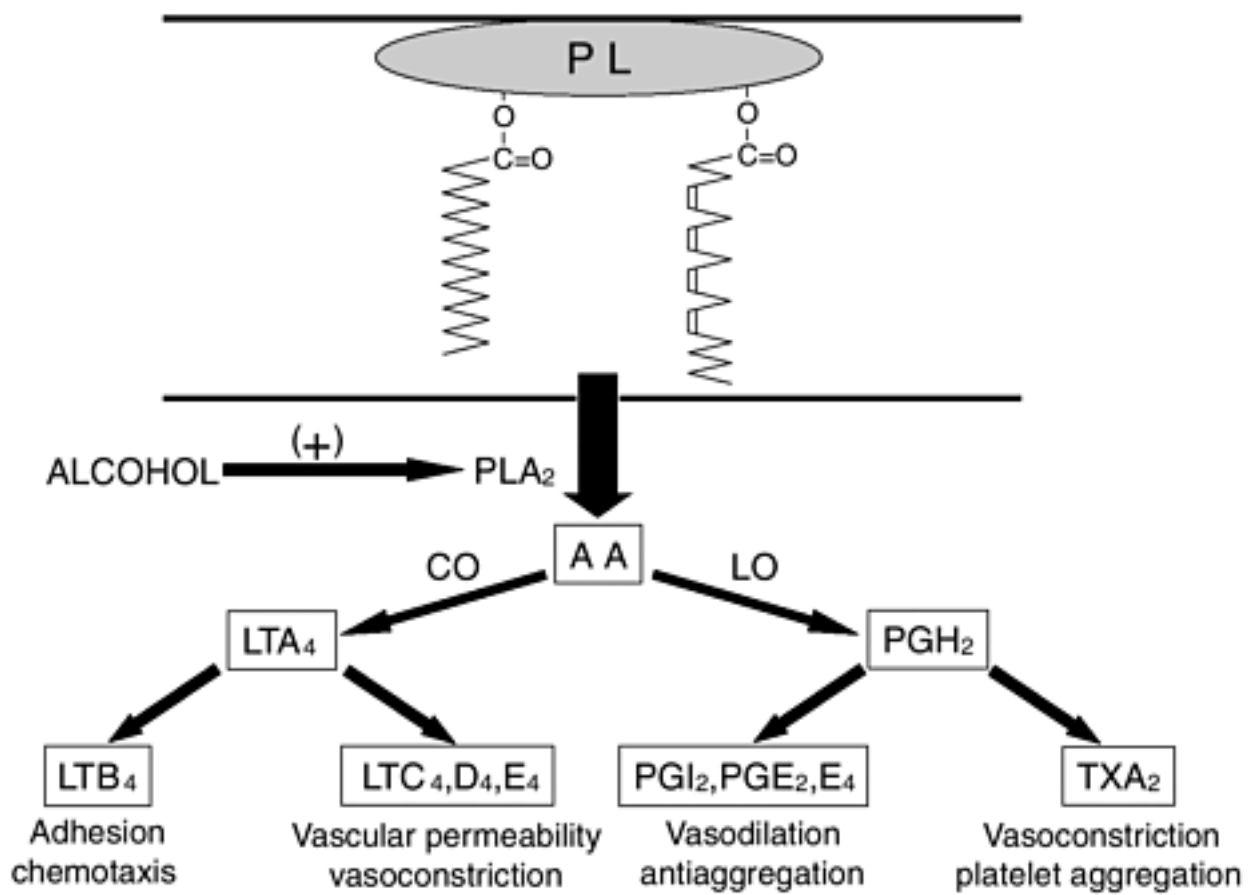 P L
O
O
C=O
C=O
(+)
ALCOHOL
PLA₂
A A
CO
LO
LTA₄
PGH₂
LTB₄
LTC₄,D₄,E₄
PGI₂,PGE₂,E₄
TXA₂
Adhesion
chemotaxis
Vascular permeability
vasoconstriction
Vasodilation
antiaggregation
Vasoconstriction
platelet aggregation